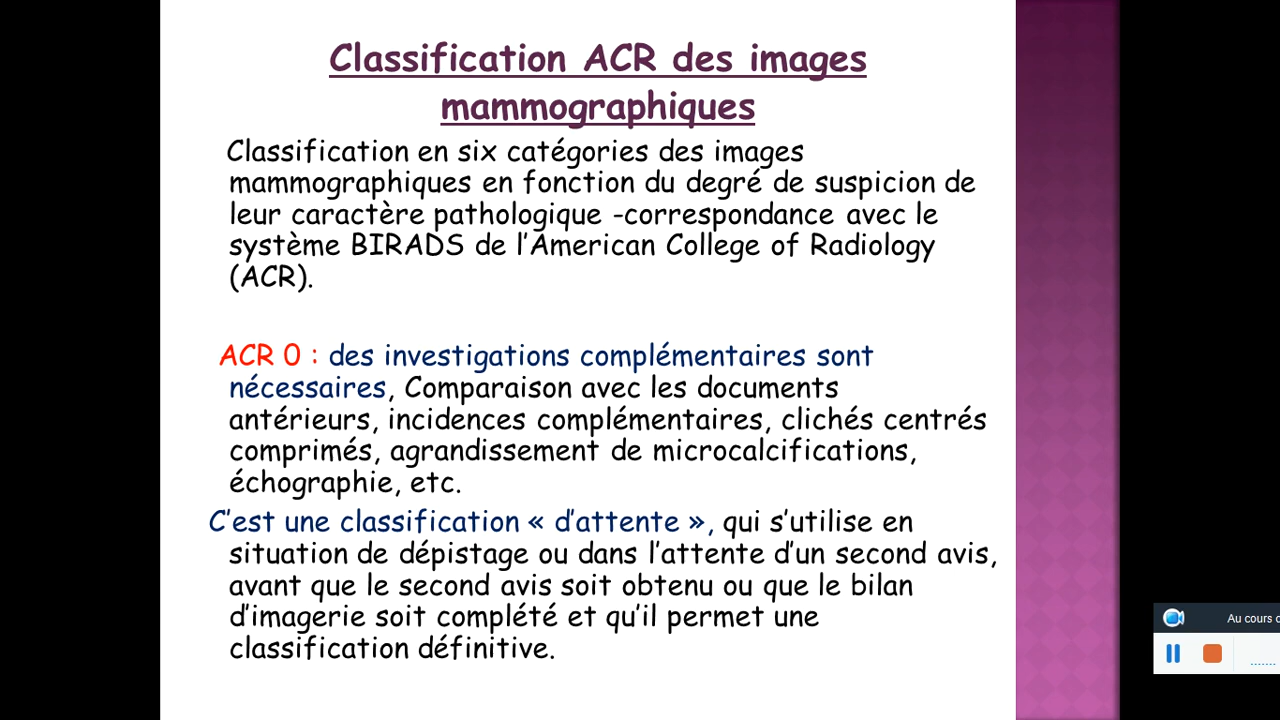 Classification ACR des images
mammographiques
Classification en six catégories des images
mammographiques en fonction du degré de suspicion de
leur caractère pathologique -correspondance avec le
système BIRADS de l'American College of Radiology
(ACR).
ACR 0 : des investigations complémentaires sont
nécessaires, Comparaison avec les documents
antérieurs, incidences complémentaires, clichés centrés
comprimés, agrandissement de microcalcifications,
échographie, etc.
C'est une classification « d'attente », qui s'utilise en
situation de dépistage ou dans l'attente d'un second avis,
avant que le second avis soit obtenu ou que le bilan
d'imagerie soit complété et qu'il permet une
classification définitive.
Au cours